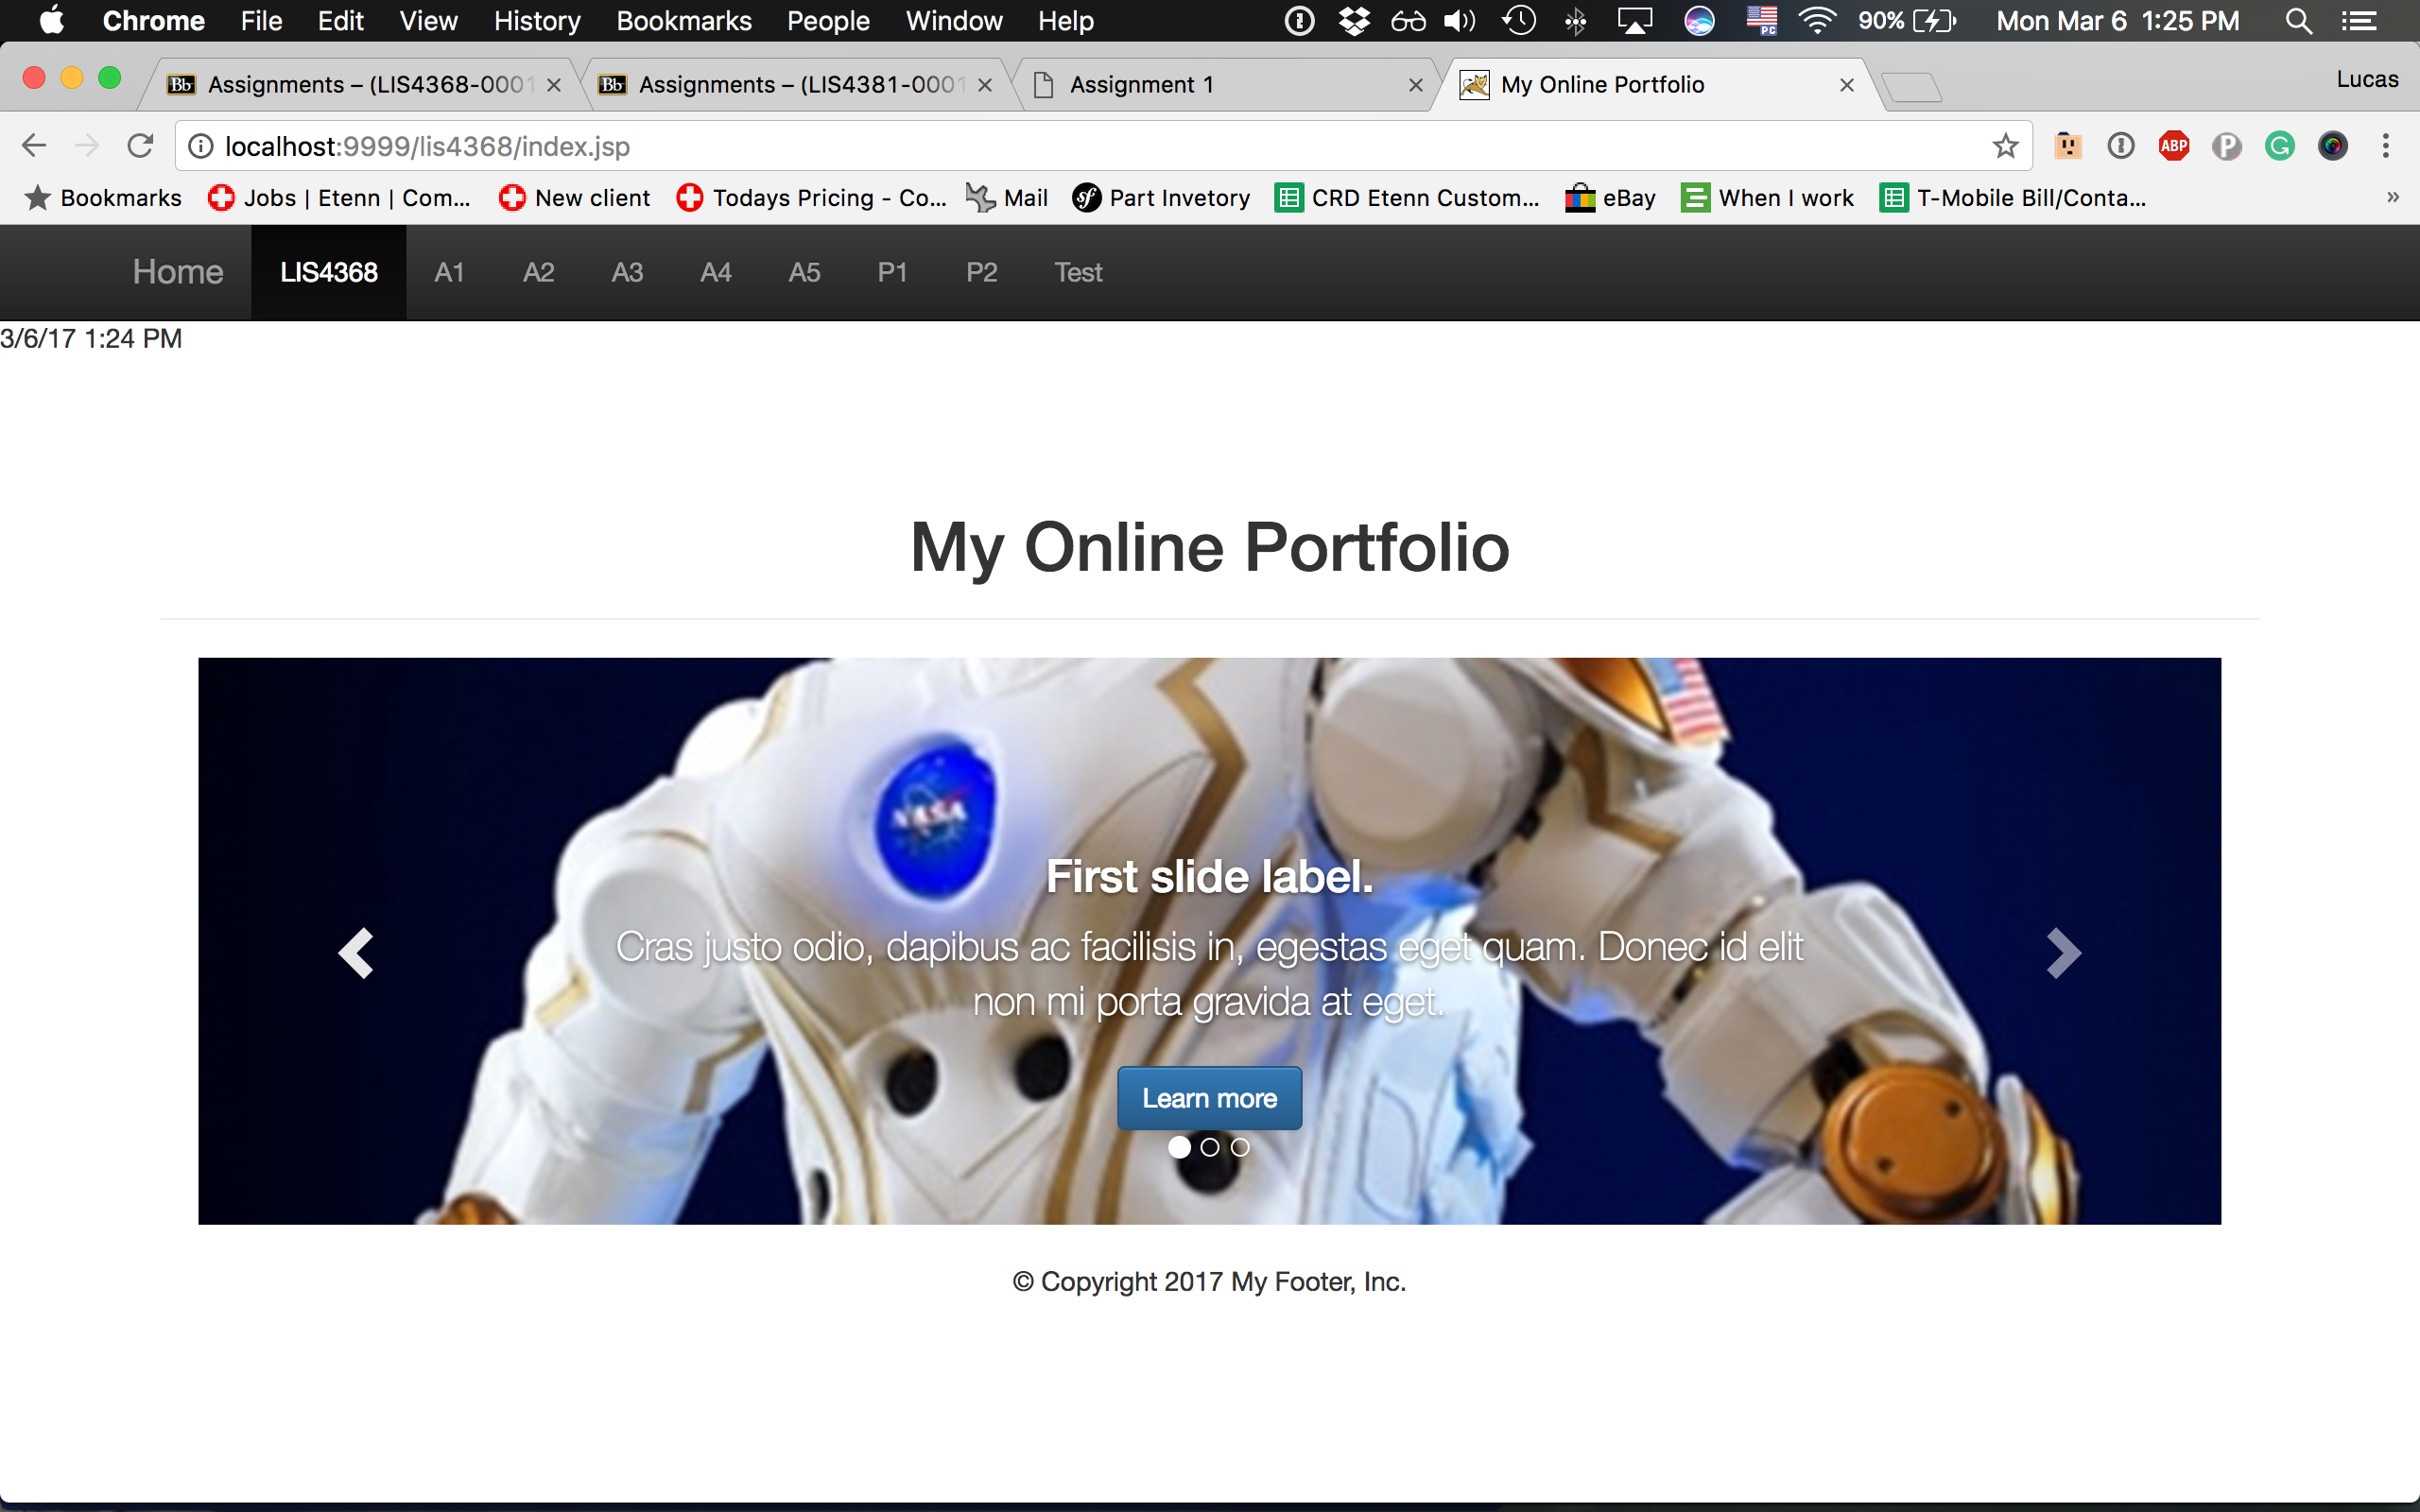 Chrome File Edit View History Bookmarks People Window Help 90% Mon Mar 6 1:25 PM
Assignments – (LIS4368-0001 Assignments – (LIS4381-0001 Assignment 1 My Online Portfolio Lucas
localhost:9999/lis4368/index.jsp ABP
Bookmarks Jobs | Etenn | Com... New client Todays Pricing - Co... Mail Part Invetory CRD Etenn Custom... eBay When I work T-Mobile Bill/Conta... »
Home LIS4368 A1 A2 A3 A4 A5 P1 P2 Test
3/6/17 1:24 PM
My Online Portfolio
NASA
First slide label.
Cras justo odio, dapibus ac facilisis in, egestas eget quam. Donec id elit
non mi porta gravida at eget.
Learn more
© Copyright 2017 My Footer, Inc.